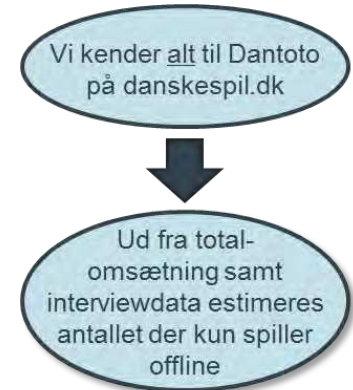 Vi kender alt til Dantoto
på danskespil.dk
Ud fra total-
omsætning samt
interviewdata estimeres
antallet der kun spiller
offline